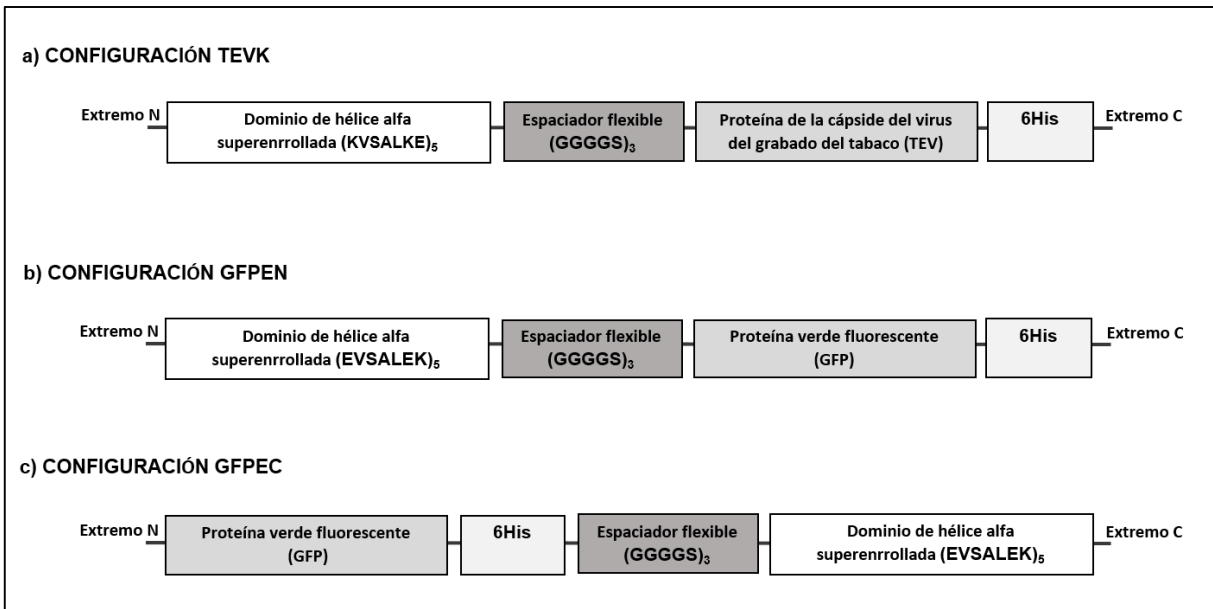 a) CONFIGURACIÓN TEVK
Extremo N
Dominio de hélice alfa
superenrrollada (KVSALKE)5
Espaciador flexible
(GGGGS)3
Proteína de la cápside del virus
del grabado del tabaco (TEV)
6His
Extremo C
b) CONFIGURACIÓN GFPEN
Extremo N
Dominio de hélice alfa
superenrrollada (EVSALEK)5
Espaciador flexible
(GGGGS)3
Proteína verde fluorescente
(GFP)
6His
Extremo C
c) CONFIGURACIÓN GFPEC
Extremo N
Proteína verde fluorescente
(GFP)
6His
Espaciador flexible
(GGGGS)3
Dominio de hélice alfa
superenrrollada (EVSALEK)5
Extremo C